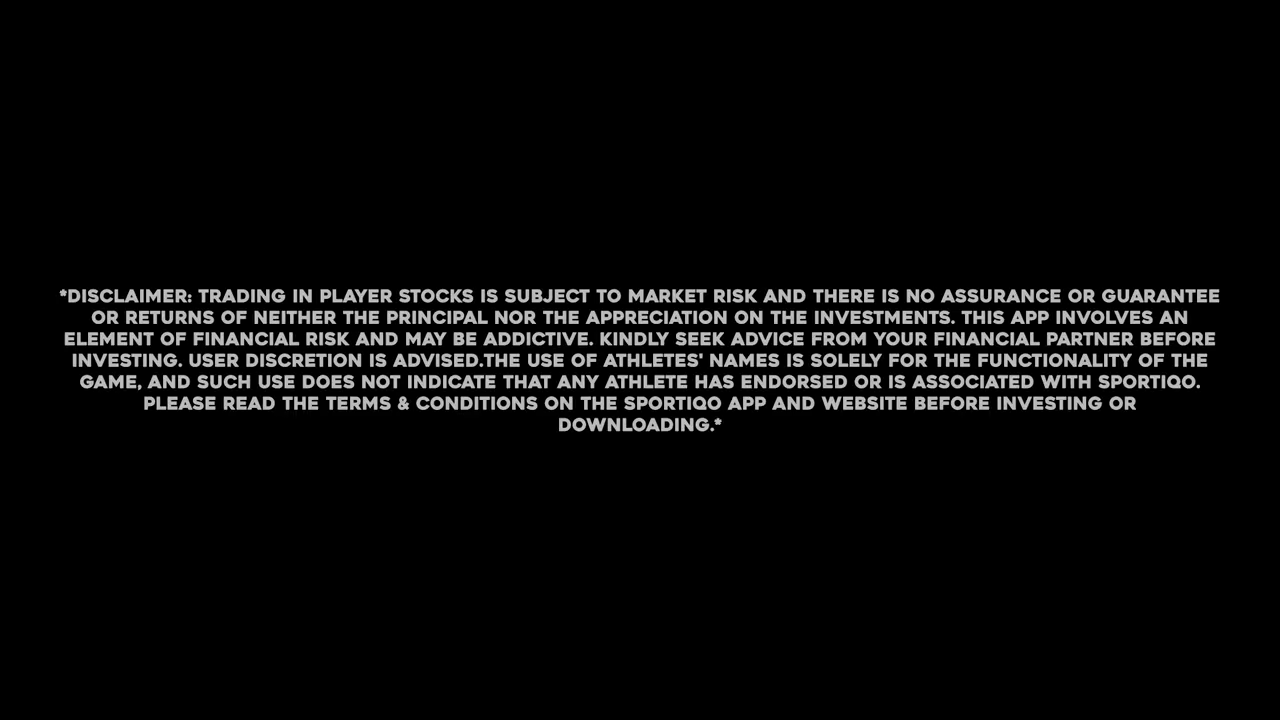 *DISCLAIMER: TRADING IN PLAYER STOCKS IS SUBJECT TO MARKET RISK AND THERE IS NO ASSURANCE OR GUARANTEE
OR RETURNS OF NEITHER THE PRINCIPAL NOR THE APPRECIATION ON THE INVESTMENTS. THIS APP INVOLVES AN
ELEMENT OF FINANCIAL RISK AND MAY BE ADDICTIVE. KINDLY SEEK ADVICE FROM YOUR FINANCIAL PARTNER BEFORE
INVESTING. USER DISCRETION IS ADVISED.THE USE OF ATHLETES' NAMES IS SOLELY FOR THE FUNCTIONALITY OF THE
GAME, AND SUCH USE DOES NOT INDICATE THAT ANY ATHLETE HAS ENDORSED OR IS ASSOCIATED WITH SPORTIQO.
PLEASE READ THE TERMS & CONDITIONS ON THE SPORTIQO APP AND WEBSITE BEFORE INVESTING OR
DOWNLOADING.*